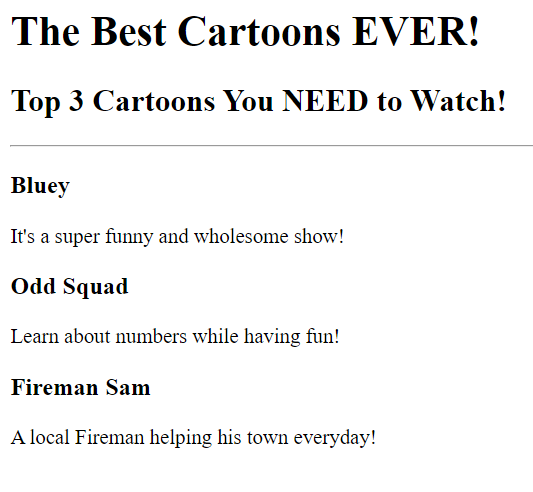 The Best Cartoons EVER!
Top 3 Cartoons You NEED to Watch!
Bluey
It's a super funny and wholesome show!
Odd Squad
Learn about numbers while having fun!
Fireman Sam
A local Fireman helping his town everyday!